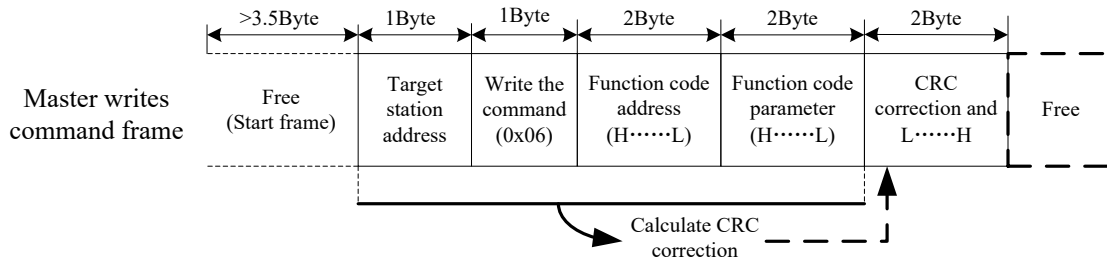 >3.5Byte 1Byte 1Byte 2Byte 2Byte 2Byte
Master writes
command frame
Free
(Start frame)
Target
station
address
Write the
command
(0x06)
Function code
address
(H······L)
Function code
parameter
(H······L)
CRC
correction and
L······H
Free
Calculate CRC
correction